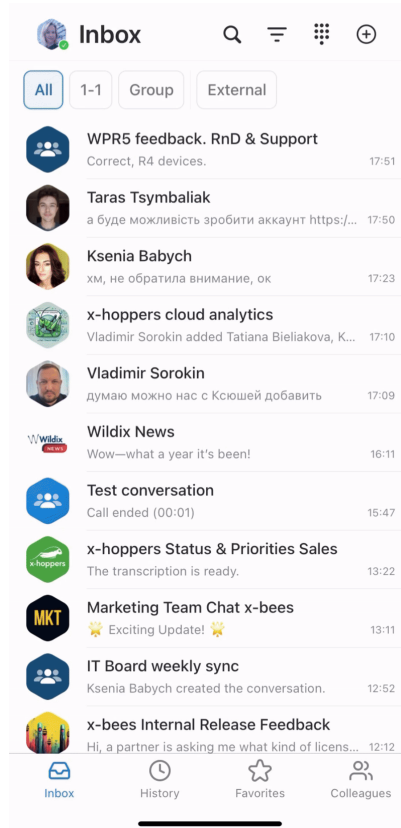 Inbox
All
1-1
Group
External
WPR5 feedback. RnD & Support
Correct, R4 devices.
17:51
Taras Tsymbaliak
а буде можливість зробити аккаунт https:/...
17:50
Ksenia Babych
хм, не обратила внимание, ок
17:23
x-hoppers cloud analytics
Vladimir Sorokin added Tatiana Bieliakova, K...
17:10
Vladimir Sorokin
думаю можно нас с Ксюшей добавить
17:09
Wildix
NEWS
Wildix News
Wow—what a year it's been!
16:11
Test conversation
Call ended (00:01)
15:47
x-hoppers
x-hoppers Status & Priorities Sales
The transcription is ready.
13:22
MKT
Marketing Team Chat x-bees
🌟 Exciting Update! 🌟
13:11
IT Board weekly sync
Ksenia Babych created the conversation.
12:52
x-bees Internal Release Feedback
Hi, a partner is asking me what kind of licens...
12:12
Inbox
History
Favorites
Colleagues